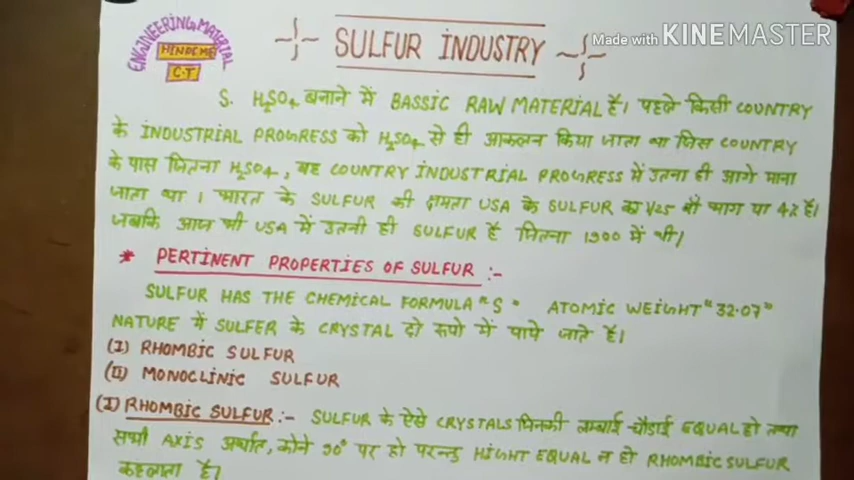 ENGINEERING MATERIAL
HINDEME
C.T
SULFUR INDUSTRY
Made with KINEMASTER
S. H₂SO₄ बनाने में BASSIC RAW MATERIAL है। पहले किसी COUNTRY
के INDUSTRIAL PROGRESS को H₂SO₄ से ही आकलन किया जाता था जिस COUNTRY
के पास जितना H₂SO₄, वह COUNTRY INDUSTRIAL PROGRESS में उतना ही आगे माना
जाता था । भारत के SULFUR की क्षमता USA के SULFUR का 1/25 वाँ भाग या 4% है।
जबकि आज भी USA में उतनी ही SULFUR है जितना 1900 में थी।
* PERTINENT PROPERTIES OF SULFUR :-
SULFUR HAS THE CHEMICAL FORMULA "S" ATOMIC WEIGHT "32.07"
NATURE में SULFER के CRYSTAL दो रूपो में पाये जाते है।
(I) RHOMBIC SULFUR
(II) MONOCLINIC SULFUR
(I) RHOMBIC SULFUR :- SULFUR के ऐसे CRYSTALS जिनकी लम्बाई चौड़ाई EQUAL हो तथा
सभी AXIS अर्थात, कोने 90° पर हो परन्तु HIGHT EQUAL न हो RHOMBIC SULFUR
कहलाता है।